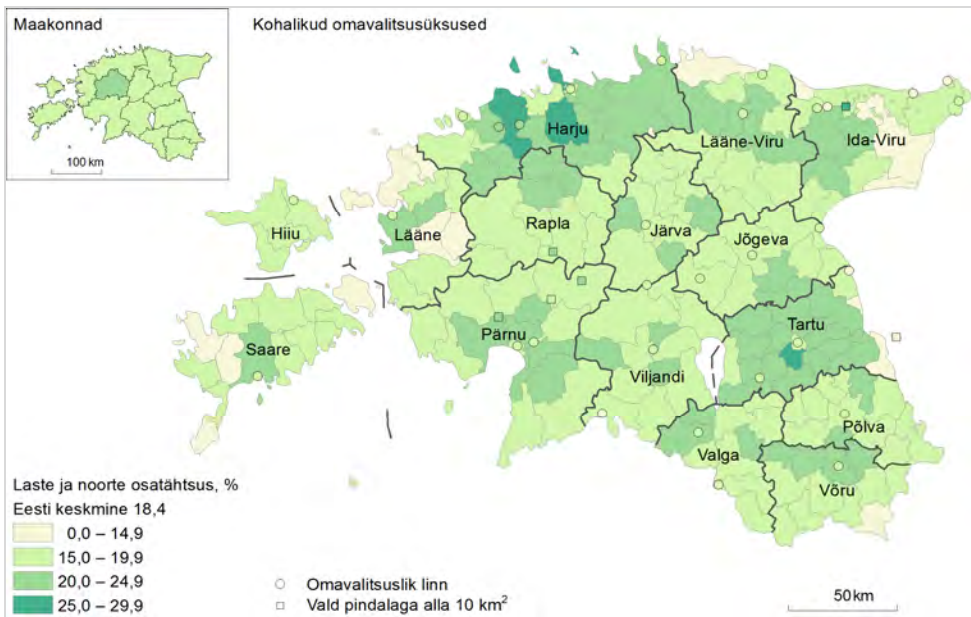 Maakonnad
100 km
Kohalikud omavalitsusüksused
Harju
Lääne-Viru
Ida-Viru
Hiiu
Lääne
Rapla
Järva
Jõgeva
Saare
Pärnu
Viljandi
Tartu
Põlva
Valga
Võru
Laste ja noorte osatähtsus, %
Eesti keskmine 18,4
0,0 – 14,9
15,0 – 19,9
20,0 – 24,9
25,0 – 29,9
Omavalitsuslik linn
Vald pindalaga alla 10 km²
50 km